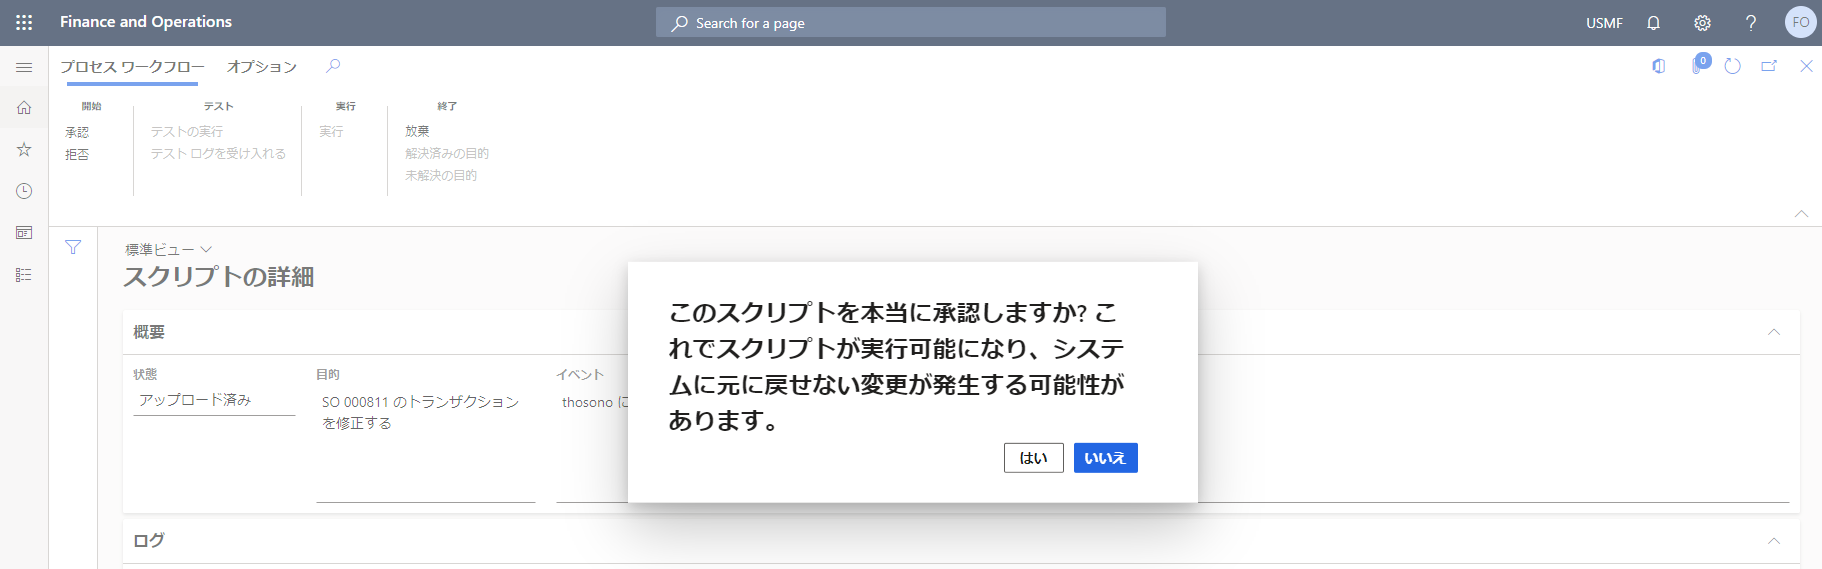 Finance and Operations
Search for a page
USMF
FO
プロセス ワークフロー
オプション
0
開始
テスト
実行
終了
承認
拒否
テストの実行
テスト ログを受け入れる
実行
放棄
解決済みの目的
未解決の目的
標準ビュー
スクリプトの詳細
概要
状態
アップロード済み
目的
SO 000811 のトランザクション
を修正する
イベント
thosono に
このスクリプトを本当に承認しますか? こ
れでスクリプトが実行可能になり、システ
ムに元に戻せない変更が発生する可能性が
あります。
はい
いいえ
ログ